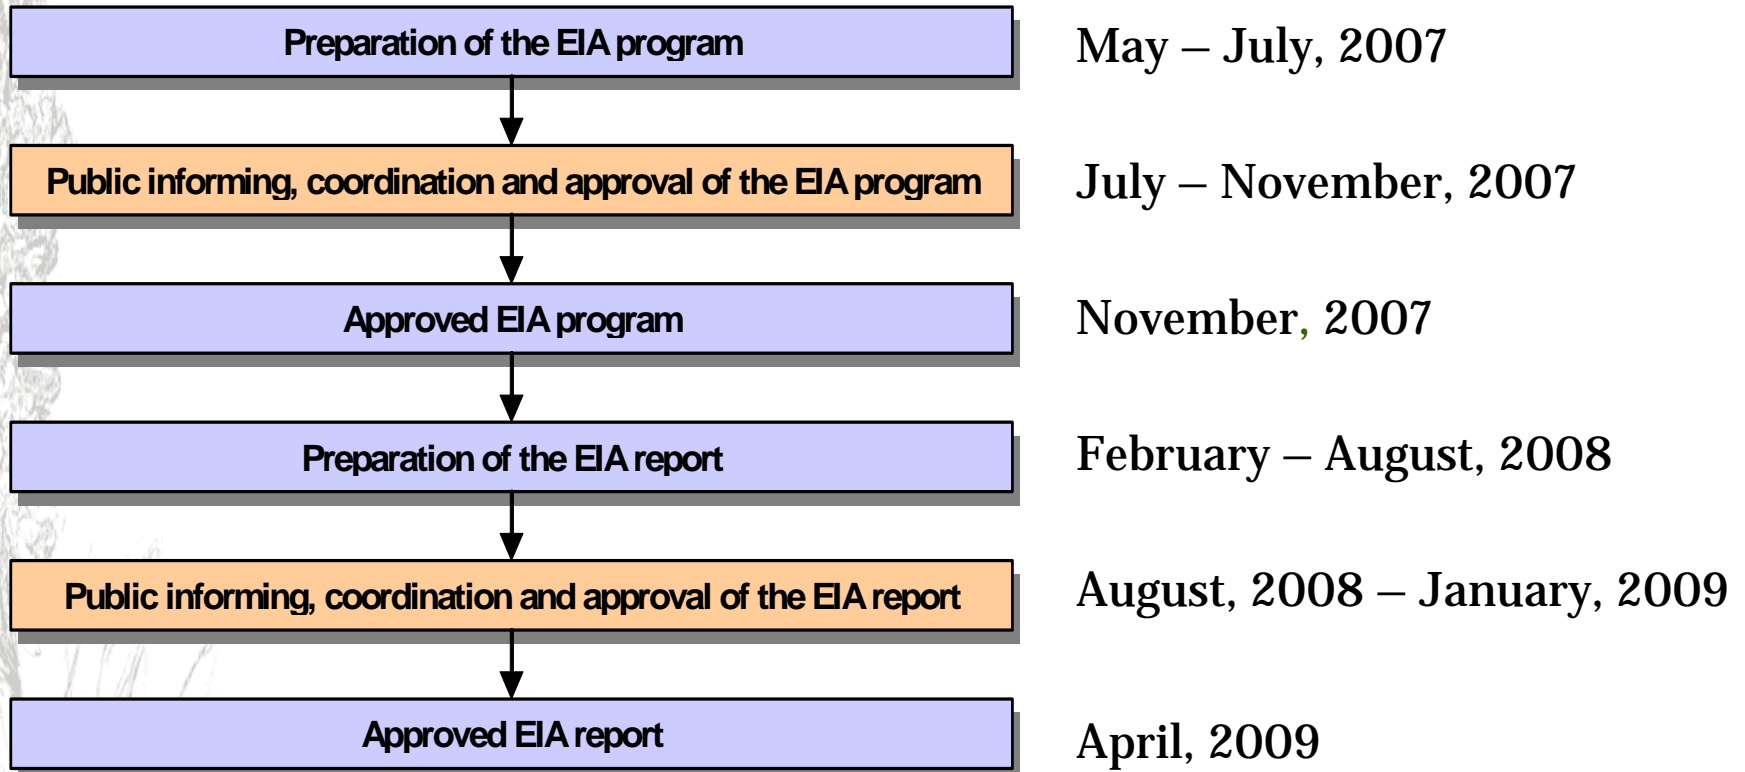 Preparation of the EIA program
May – July, 2007
Public informing, coordination and approval of the EIA program
July – November, 2007
Approved EIA program
November, 2007
Preparation of the EIA report
February – August, 2008
Public informing, coordination and approval of the EIA report
August, 2008 – January, 2009
Approved EIA report
April, 2009